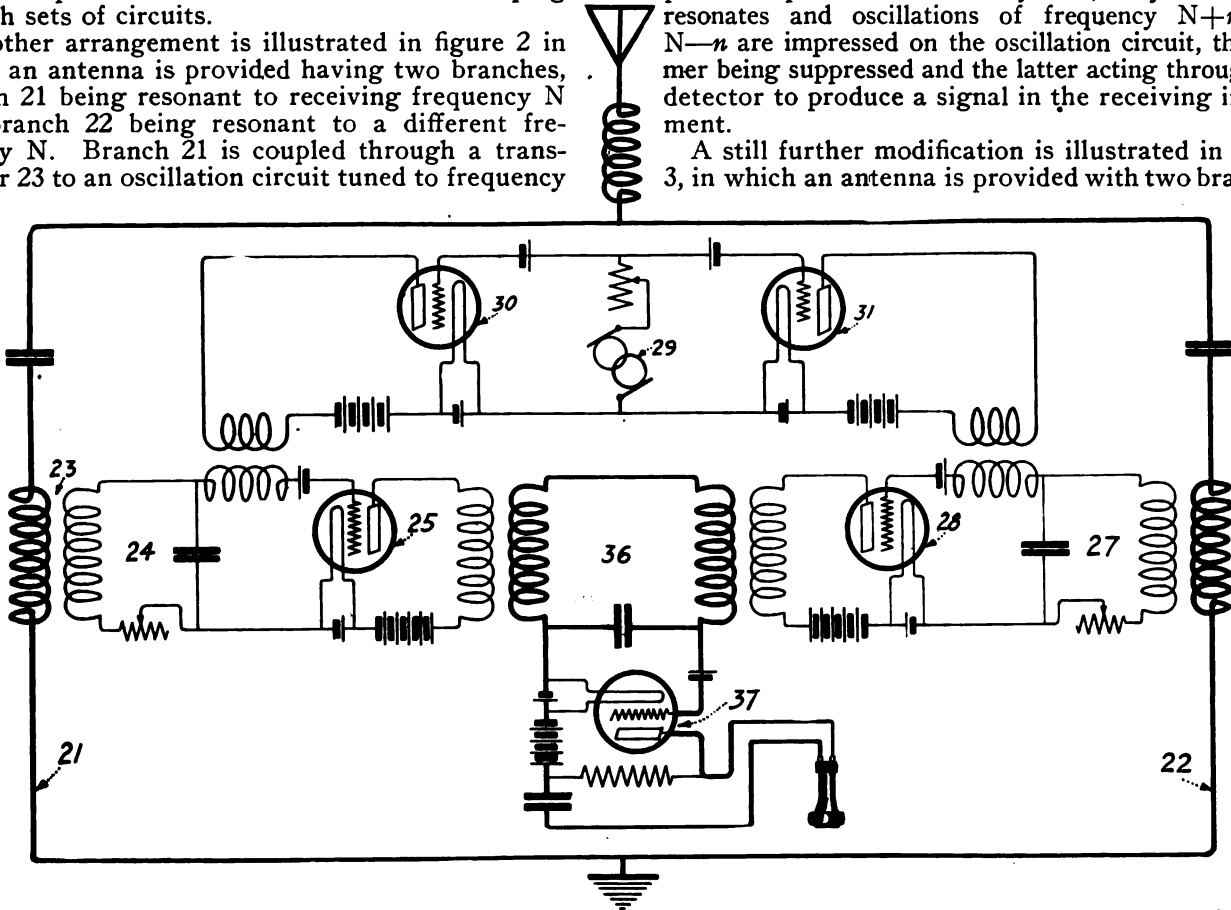 h sets of circuits.
other arrangement is illustrated in figure 2 in
an antenna is provided having two branches,
h 21 being resonant to receiving frequency N
branch 22 being resonant to a different fre-
y N. Branch 21 is coupled through a trans-
r 23 to an oscillation circuit tuned to frequency
resonates and oscillations of frequency N+n
N—n are impressed on the oscillation circuit, th
mer being suppressed and the latter acting throug
detector to produce a signal in the receiving i
ment.
A still further modification is illustrated in
3, in which an antenna is provided with two bra
30
31
29
23
24
25
36
28
27
37
21
22